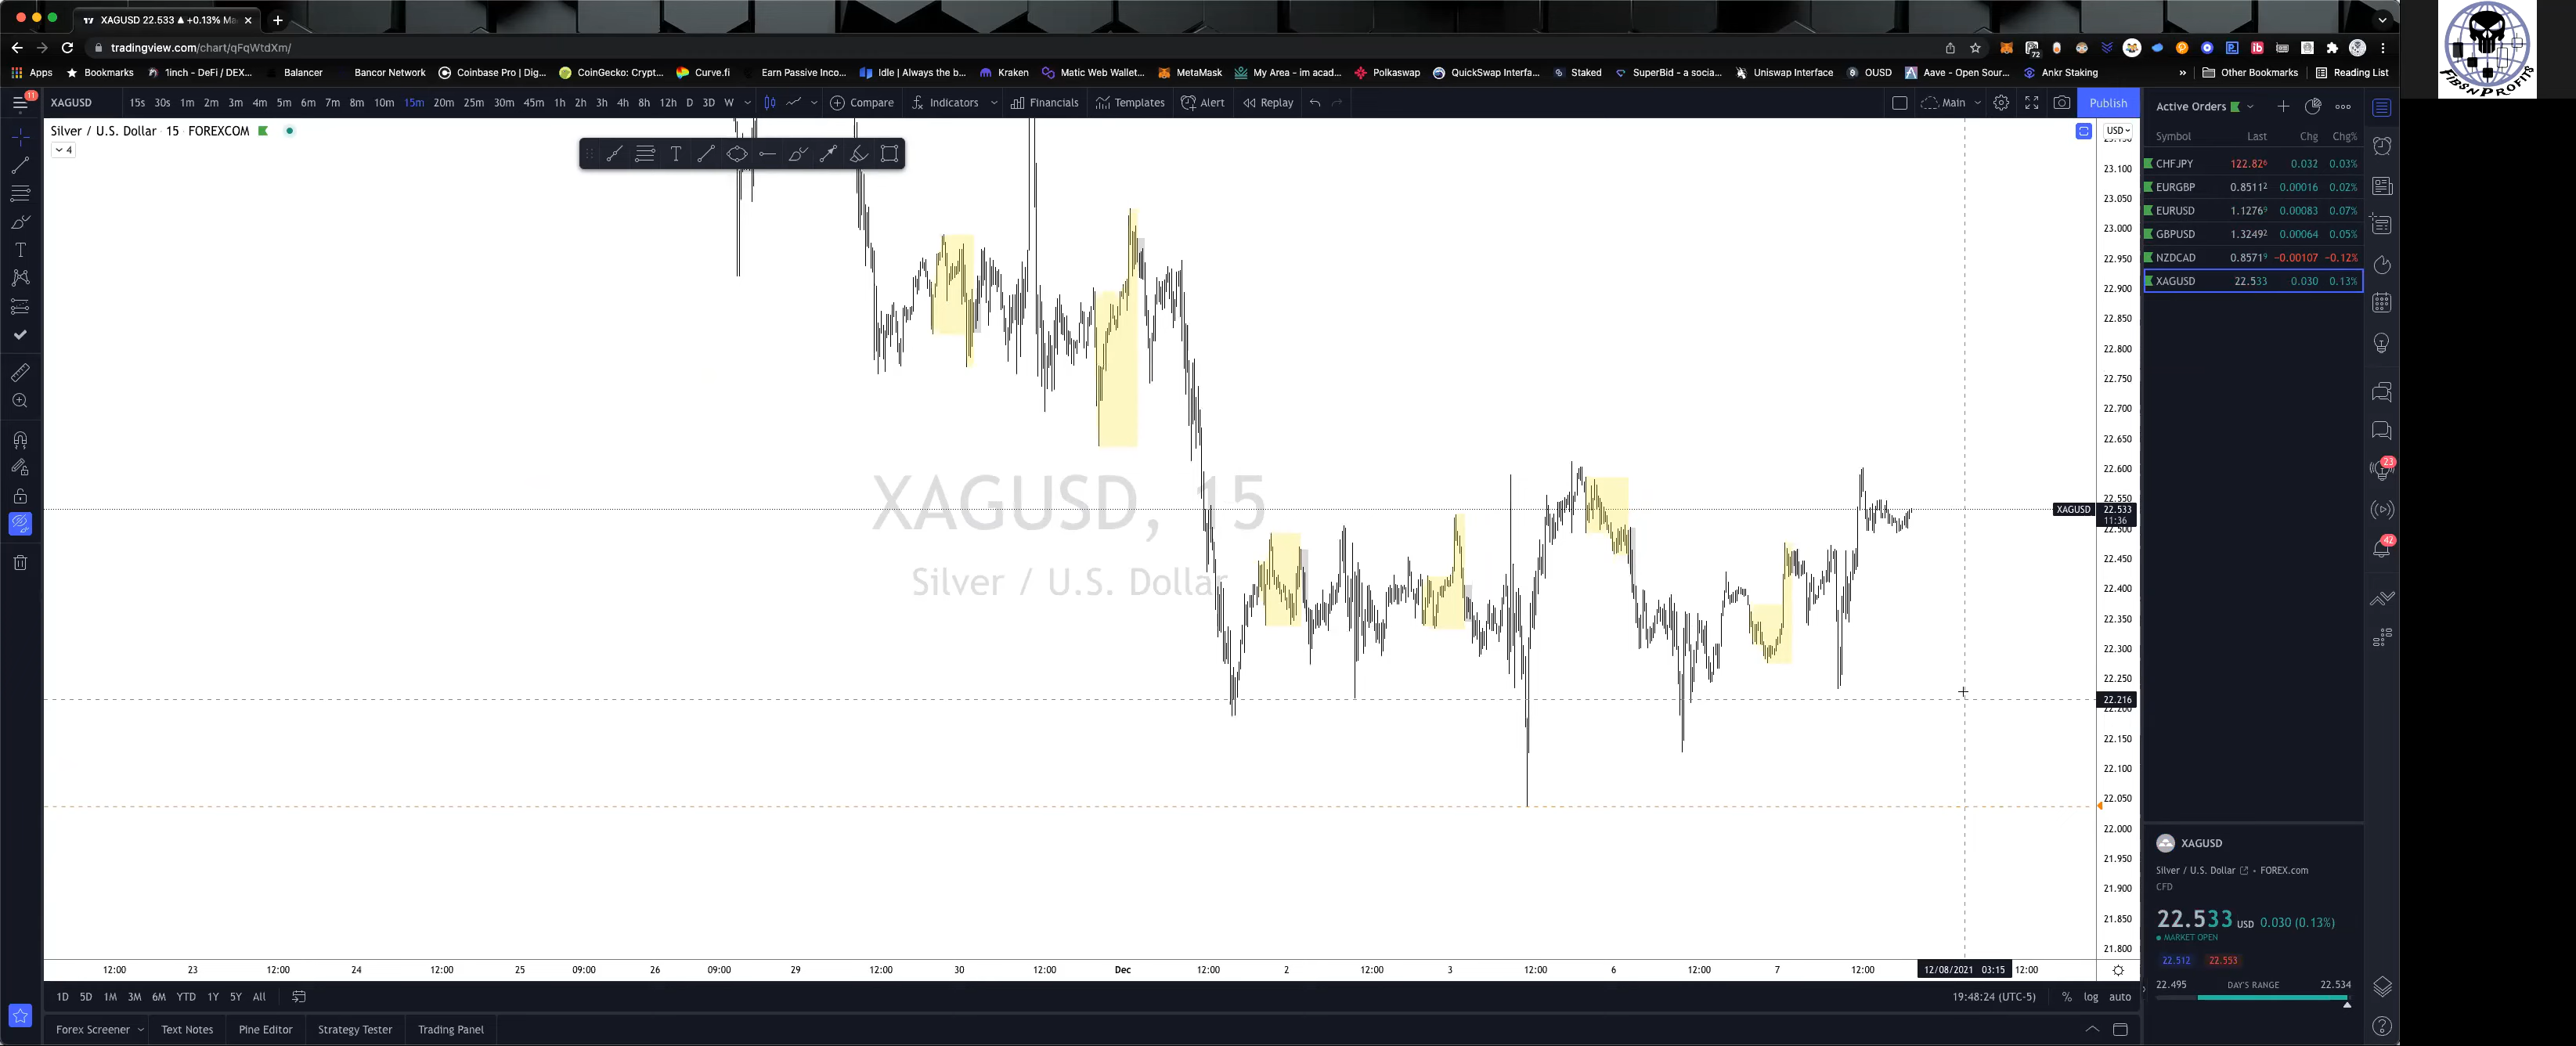 XAGUSD 22.533 ▲ +0.13% Ma
tradingview.com/chart/qFqWtdXm/
72
Apps Bookmarks 1inch - DeFi / DEX... Balancer Bancor Network Coinbase Pro | Dig... CoinGecko: Crypt... Curve.fi Earn Passive Inco... Idle | Always the b... Kraken Matic Web Wallet... MetaMask My Area - im acad... Polkaswap QuickSwap Interfa... Staked SuperBid - a socia... Uniswap Interface OUSD Aave - Open Sour... Ankr Staking » Other Bookmarks Reading List
FIBSNPROFITS
11
XAGUSD 15s 30s 1m 2m 3m 4m 5m 6m 7m 8m 10m 15m 20m 25m 30m 45m 1h 2h 3h 4h 8h 12h D 3D W Compare Indicators Financials Templates Alert Replay Main Publish
Silver / U.S. Dollar · 15 · FOREXCOM
4
USD
23.100
23.050
23.000
22.950
22.900
22.850
22.800
22.750
22.700
22.650
22.600
22.550
XAGUSD 22.533
11:36
22.500
22.450
22.400
22.350
22.300
22.250
22.216
22.200
22.150
22.100
22.050
22.000
21.950
21.900
21.850
21.800
XAGUSD, 15
Silver / U.S. Dollar
12:00 23 12:00 24 12:00 25 09:00 26 09:00 29 12:00 30 12:00 Dec 12:00 2 12:00 3 12:00 6 12:00 7 12:00 12/08/2021 03:15 12:00
1D 5D 1M 3M 6M YTD 1Y 5Y All 19:48:24 (UTC-5) % log auto
Forex Screener Text Notes Pine Editor Strategy Tester Trading Panel
Active Orders
Symbol Last Chg Chg%
CHFJPY 122.826 0.032 0.03%
EURGBP 0.85112 0.00016 0.02%
EURUSD 1.12769 0.00083 0.07%
GBPUSD 1.32492 0.00064 0.05%
NZDCAD 0.85719 −0.00107 −0.12%
XAGUSD 22.533 0.030 0.13%
23
42
XAGUSD
Silver / U.S. Dollar • FOREX.com
CFD
22.533 USD 0.030 (0.13%)
MARKET OPEN
22.512 22.553
22.495 DAY'S RANGE 22.534